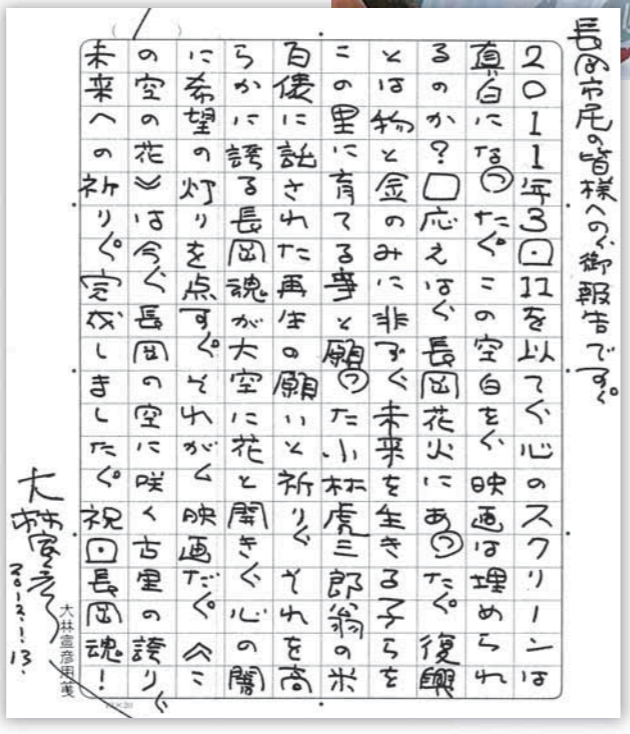 長岡市民の皆様への、御報告です。
2011年3・11を以て、心のスクリーンは
真白になった。この空白を、映画は埋められ
るのか?□応えは、長岡花火にあった。復興
とは物と金のみに非ず、未来を生きる子らを
この里に育てる事と願った小林虎三郎翁の米
百俵に託された再生の願いと祈り、それを高
らかに誇る長岡魂が大空に花と開き、心の闇
に希望の灯りを点す。それが、映画だ。《こ
の空の花》は今、長岡の空に咲く古里の誇り、
未来への祈り。完成しました。祝・長岡魂!
大林宣彦
2012.1.13.
大林宣彦用箋